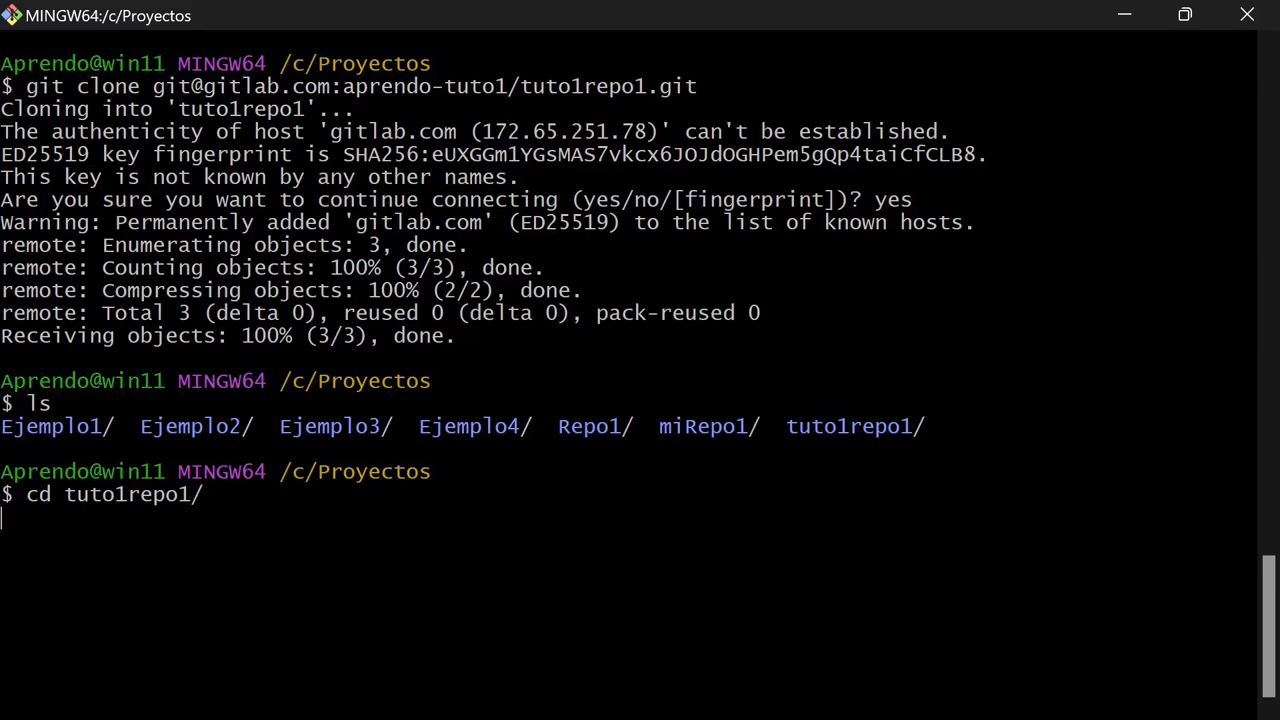 MINGW64:/c/Proyectos
Aprendo@win11 MINGW64 /c/Proyectos
$ git clone git@gitlab.com:aprendo-tuto1/tuto1repo1.git
Cloning into 'tuto1repo1'...
The authenticity of host 'gitlab.com (172.65.251.78)' can't be established.
ED25519 key fingerprint is SHA256:eUXGGm1YGsMAS7vkcx6JOJdOGHPem5gQp4taiCfCLB8.
This key is not known by any other names.
Are you sure you want to continue connecting (yes/no/[fingerprint])? yes
Warning: Permanently added 'gitlab.com' (ED25519) to the list of known hosts.
remote: Enumerating objects: 3, done.
remote: Counting objects: 100% (3/3), done.
remote: Compressing objects: 100% (2/2), done.
remote: Total 3 (delta 0), reused 0 (delta 0), pack-reused 0
Receiving objects: 100% (3/3), done.
Aprendo@win11 MINGW64 /c/Proyectos
$ ls
Ejemplo1/  Ejemplo2/  Ejemplo3/  Ejemplo4/  Repo1/  miRepo1/  tuto1repo1/
Aprendo@win11 MINGW64 /c/Proyectos
$ cd tuto1repo1/